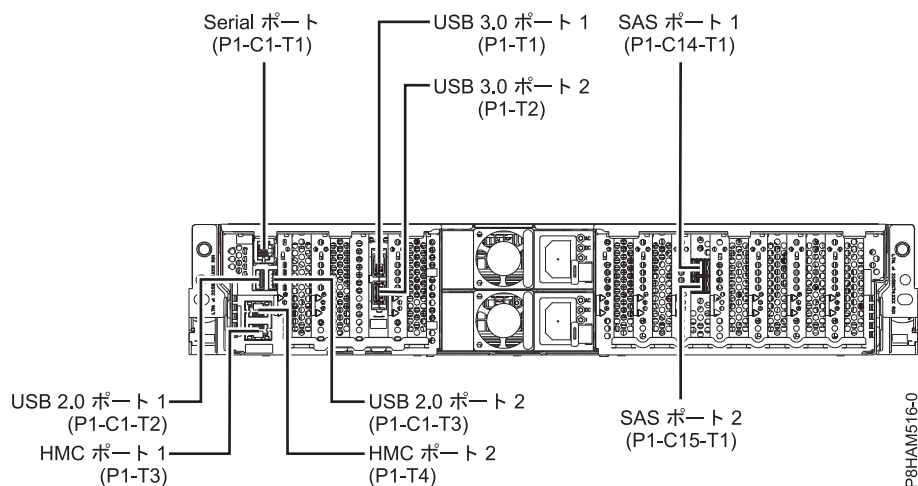 Serial ポート
(P1-C1-T1)
USB 3.0 ポート 1
(P1-T1)
SAS ポート 1
(P1-C14-T1)
USB 3.0 ポート 2
(P1-T2)
USB 2.0 ポート 1
(P1-C1-T2)
USB 2.0 ポート 2
(P1-C1-T3)
SAS ポート 2
(P1-C15-T1)
HMC ポート 1
(P1-T3)
HMC ポート 2
(P1-T4)
P8HAM516-0